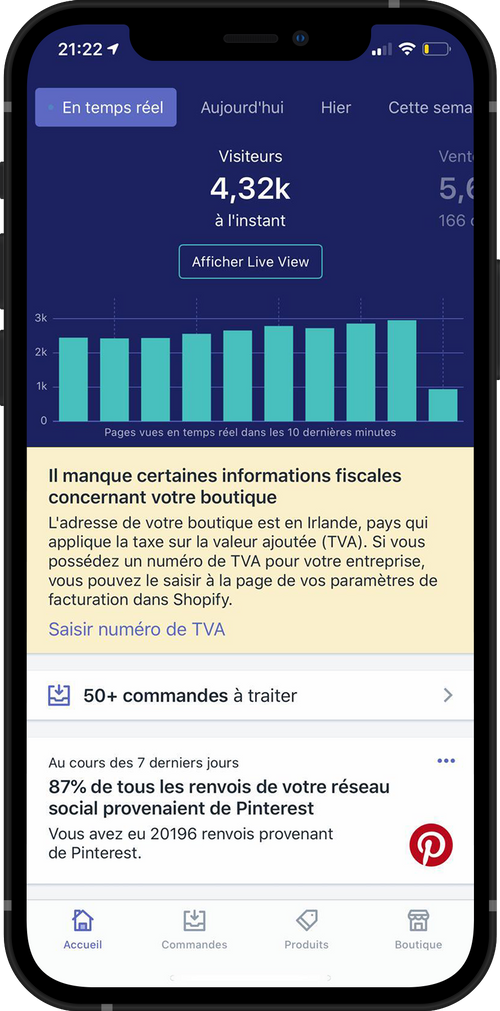 21:22
En temps réel Aujourd'hui Hier Cette sema
Visiteurs Vent
4,32k 5,6
à l'instant 166
Afficher Live View
3k
2k
1k
0
Pages vues en temps réel dans les 10 dernières minutes
Il manque certaines informations fiscales
concernant votre boutique
L'adresse de votre boutique est en Irlande, pays qui
applique la taxe sur la valeur ajoutée (TVA). Si vous
possédez un numéro de TVA pour votre entreprise,
vous pouvez le saisir à la page de vos paramètres de
facturation dans Shopify.
Saisir numéro de TVA
50+ commandes à traiter
Au cours des 7 derniers jours
87% de tous les renvois de votre réseau
social provenaient de Pinterest
Vous avez eu 20196 renvois provenant
de Pinterest.
Accueil Commandes Produits Boutique